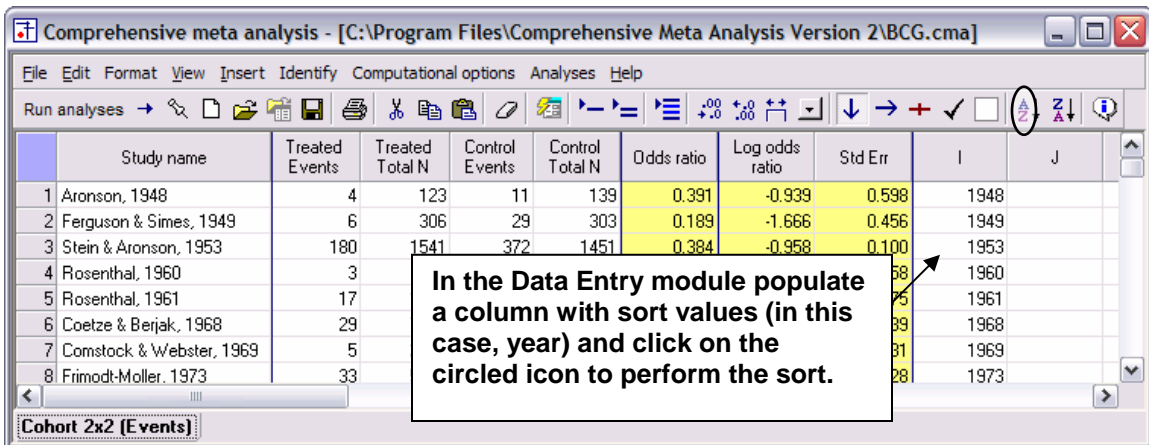 Comprehensive meta analysis - [C:\Program Files\Comprehensive Meta Analysis Version 2\BCG.cma]
File Edit Format View Insert Identify Computational options Analyses Help
Run analyses
Study name Treated Events Treated Total N Control Events Control Total N Odds ratio Log odds ratio Std Err I J
1 Aronson, 1948 4 123 11 139 0.391 -0.939 0.598 1948
2 Ferguson & Simes, 1949 6 306 29 303 0.189 -1.666 0.456 1949
3 Stein & Aronson, 1953 180 1541 372 1451 0.384 -0.958 0.100 1953
4 Rosenthal, 1960 3 1960
5 Rosenthal, 1961 17 1961
6 Coetze & Berjak, 1968 29 1968
7 Comstock & Webster, 1969 5 1969
8 Frimodt-Moller, 1973 33 1973
In the Data Entry module populate
a column with sort values (in this
case, year) and click on the
circled icon to perform the sort.
Cohort 2x2 (Events)